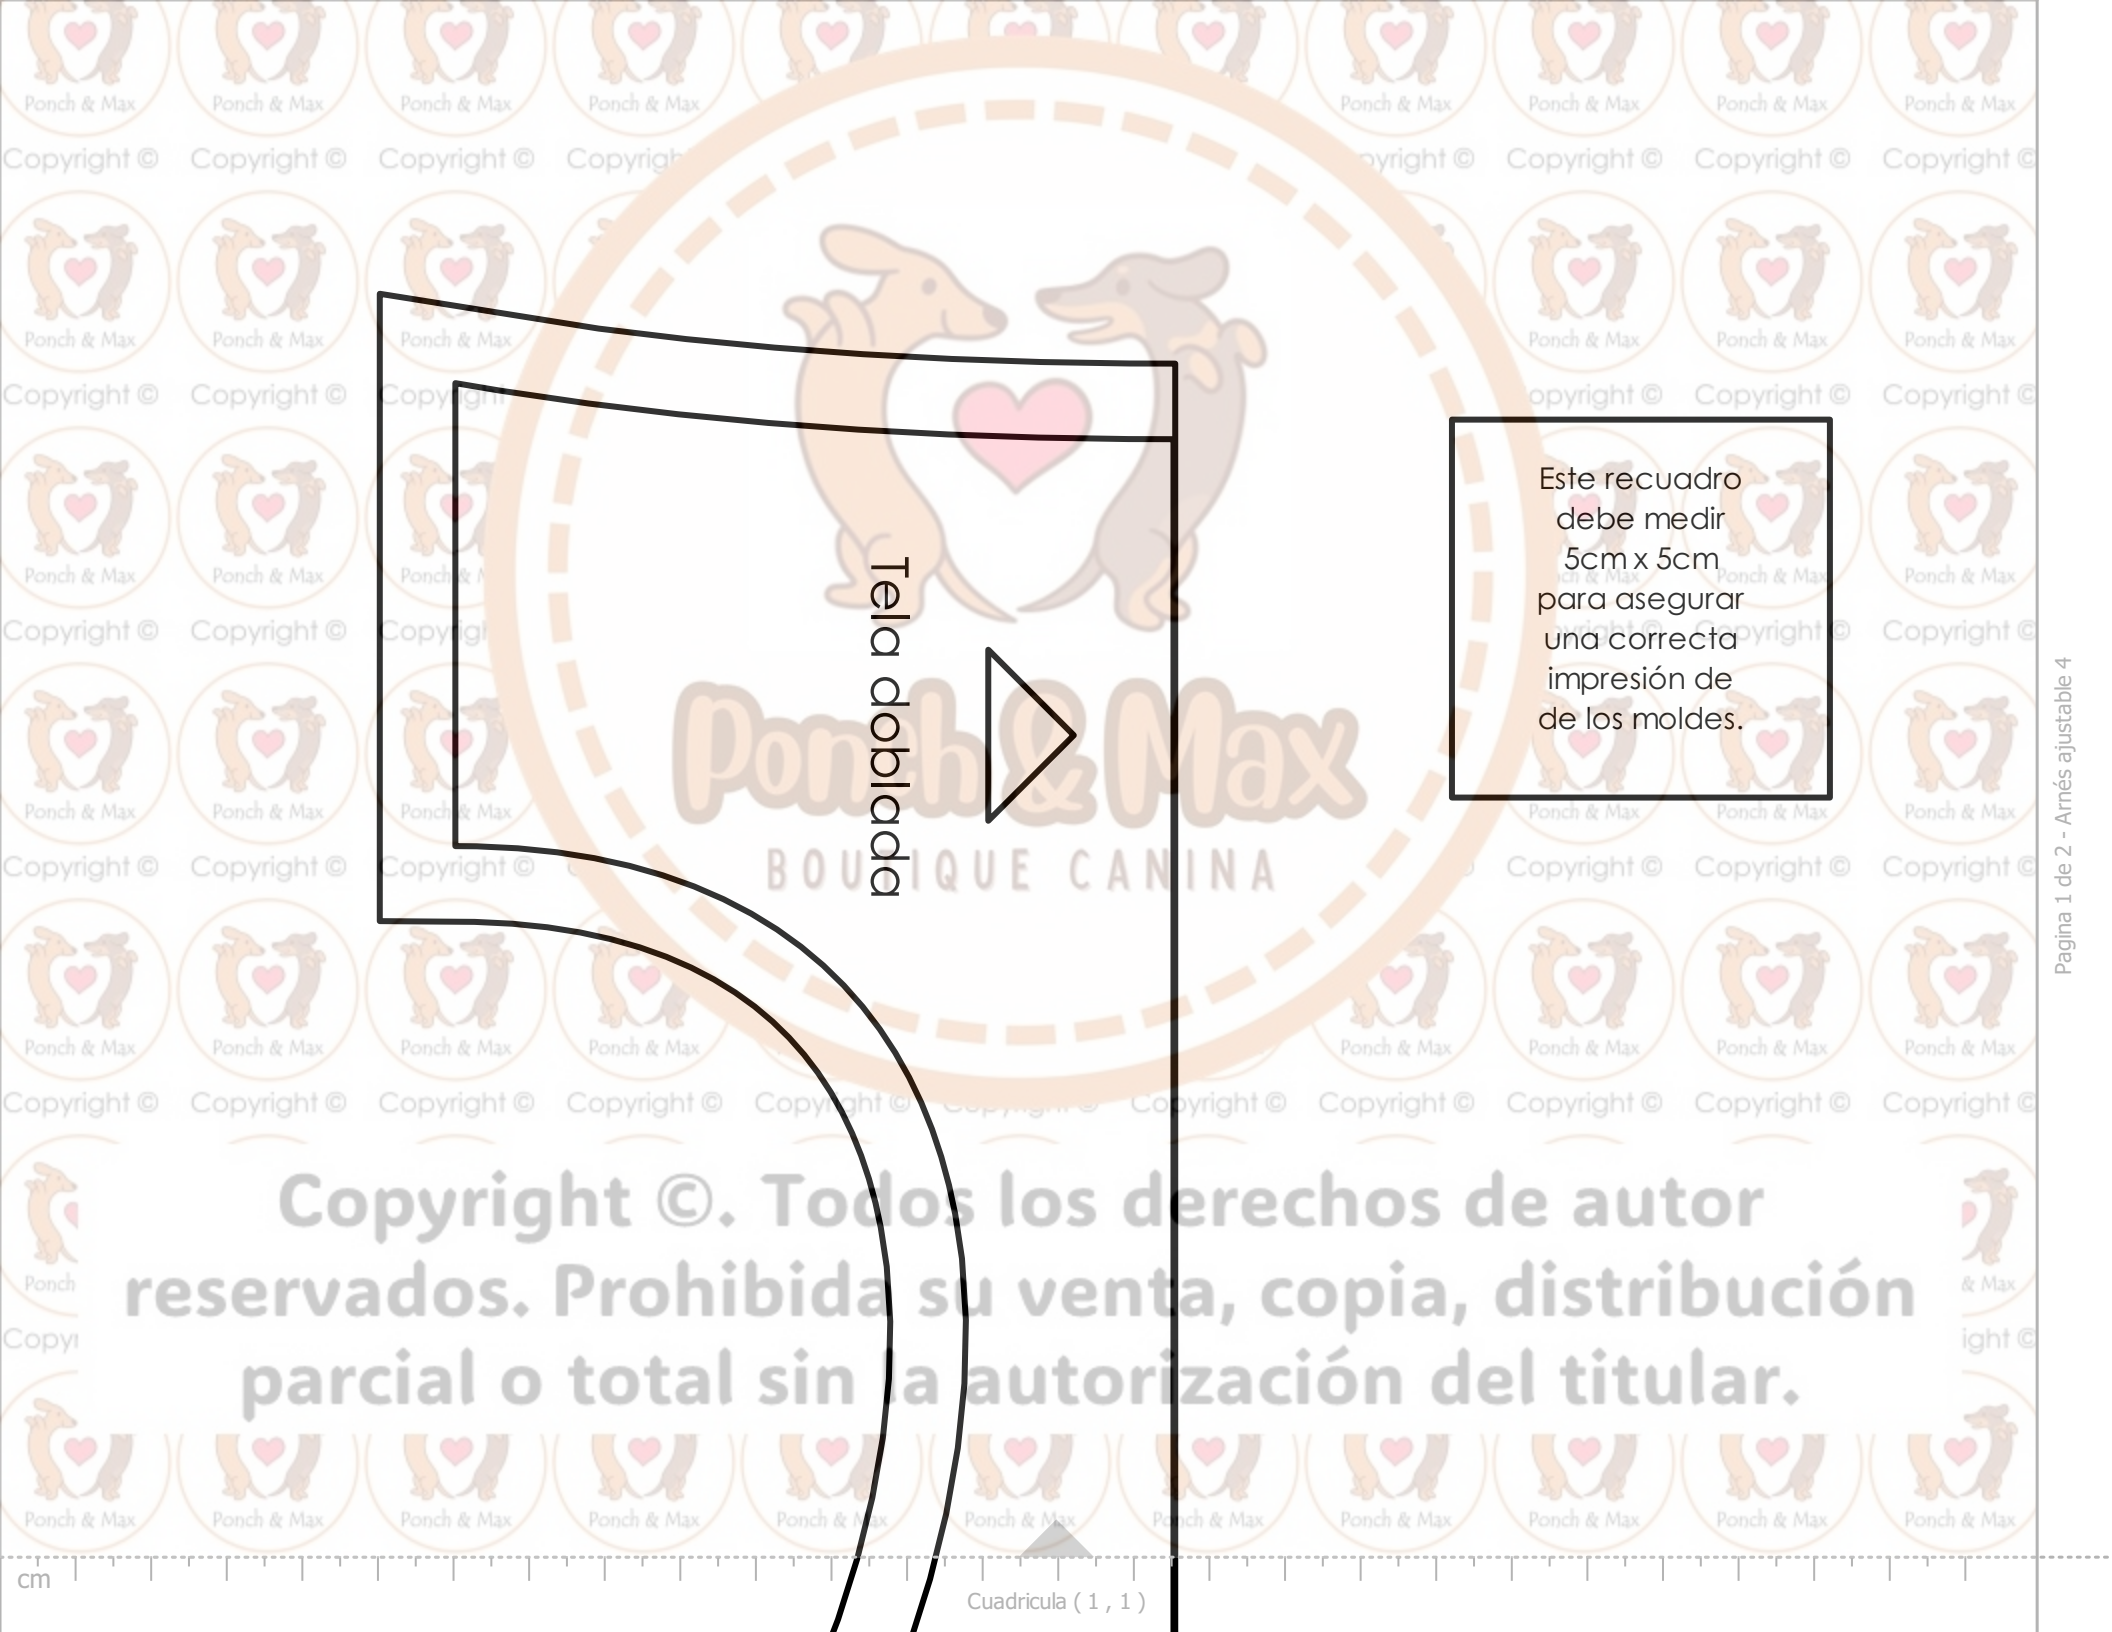 Ponch & Max
BOUTIQUE CANINA
Tela doblada
Este recuadro
debe medir
5cm x 5cm
para asegurar
una correcta
impresión de
de los moldes.
Pagina 1 de 2 - Arnés ajustable 4
Copyright ©. Todos los derechos de autor
reservados. Prohibida su venta, copia, distribución
parcial o total sin la autorización del titular.
Ponch & Max
Copyright ©
cm
Cuadricula ( 1 , 1 )